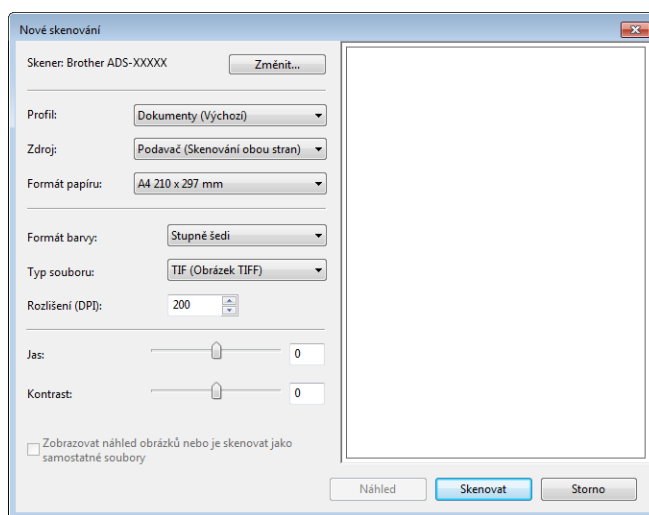 Nové skenování
Skener: Brother ADS-XXXXX
Změnit...
Profil:
Dokumenty (Výchozí)
Zdroj:
Podavač (Skenování obou stran)
Formát papíru:
A4 210 x 297 mm
Formát barvy:
Stupně šedi
Typ souboru:
TIF (Obrázek TIFF)
Rozlišení (DPI):
200
Jas:
0
Kontrast:
0
Zobrazovat náhled obrázků nebo je skenovat jako
samostatné soubory
Náhled
Skenovat
Storno